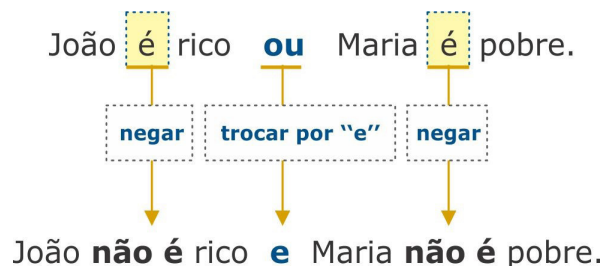 João é rico ou Maria é pobre.
negar trocar por “e” negar
João não é rico e Maria não é pobre.